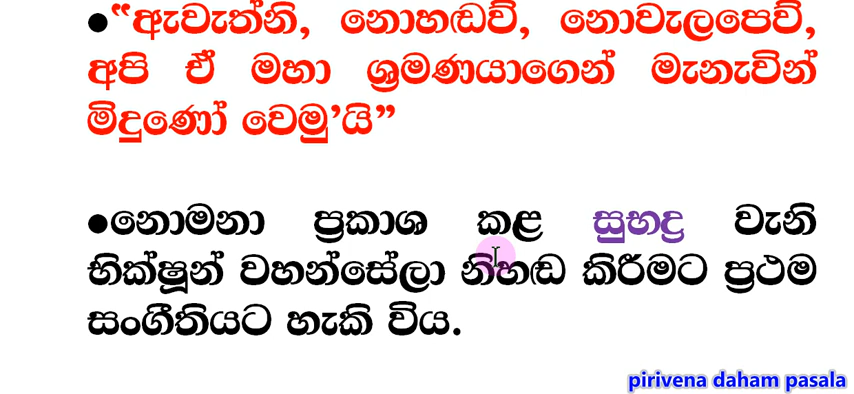 ●“ඇවැත්නි, නොහඬව්, නොවැලපෙව්,
අපි ඒ මහා ශ්‍රමණයාගෙන් මැනැවින්
මිදුණෝ වෙමු’යි”
●නොමනා ප්‍රකාශ කළ සුභද්‍ර වැනි
භික්ෂූන් වහන්සේලා නිහඬ කිරීමට ප්‍රථම
සංගීතියට හැකි විය.
pirivena daham pasala